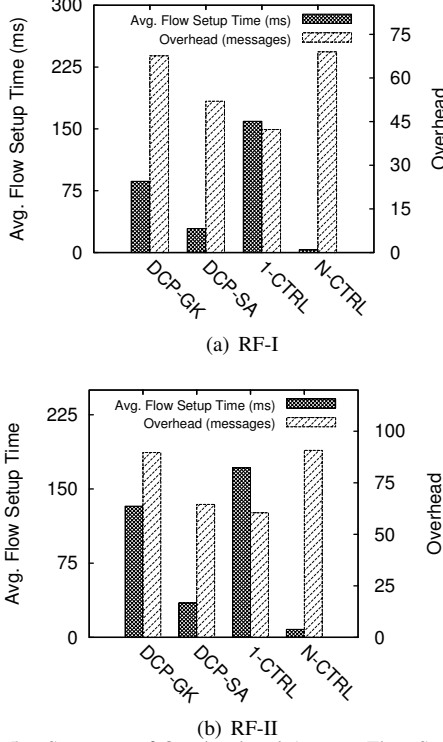 300
225
150
75
0
Avg. Flow Setup Time (ms)
Avg. Flow Setup Time (ms)
Overhead (messages)
75
60
45
30
15
0
Overhead
DCP-GK
DCP-SA
1-CTRL
N-CTRL
(a) RF-I
225
150
75
0
Avg. Flow Setup Time
Avg. Flow Setup Time (ms)
Overhead (messages)
100
75
50
25
0
Overhead
DCP-GK
DCP-SA
1-CTRL
N-CTRL
(b) RF-II